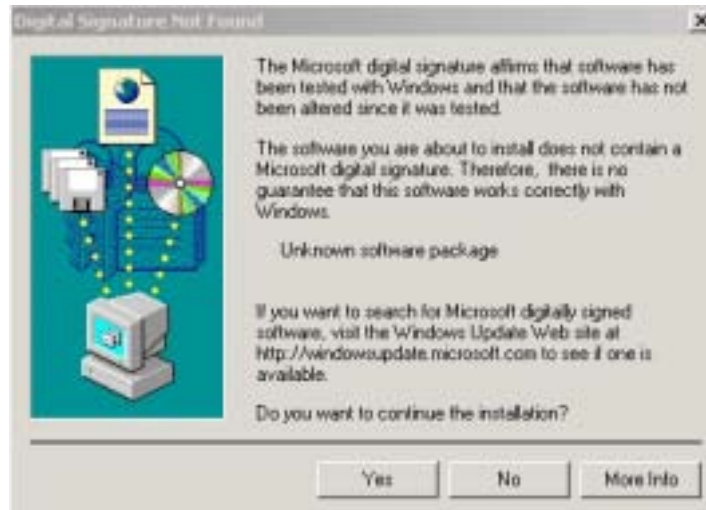 Digital Signature Not Found
The Microsoft digital signature affirms that software has
been tested with Windows and that the software has not
been altered since it was tested.
The software you are about to install does not contain a
Microsoft digital signature. Therefore, there is no
guarantee that this software works correctly with
Windows.
Unknown software package
If you want to search for Microsoft digitally signed
software, visit the Windows Update Web site at
http://windowsupdate.microsoft.com to see if one is
available.
Do you want to continue the installation?
Yes
No
More Info